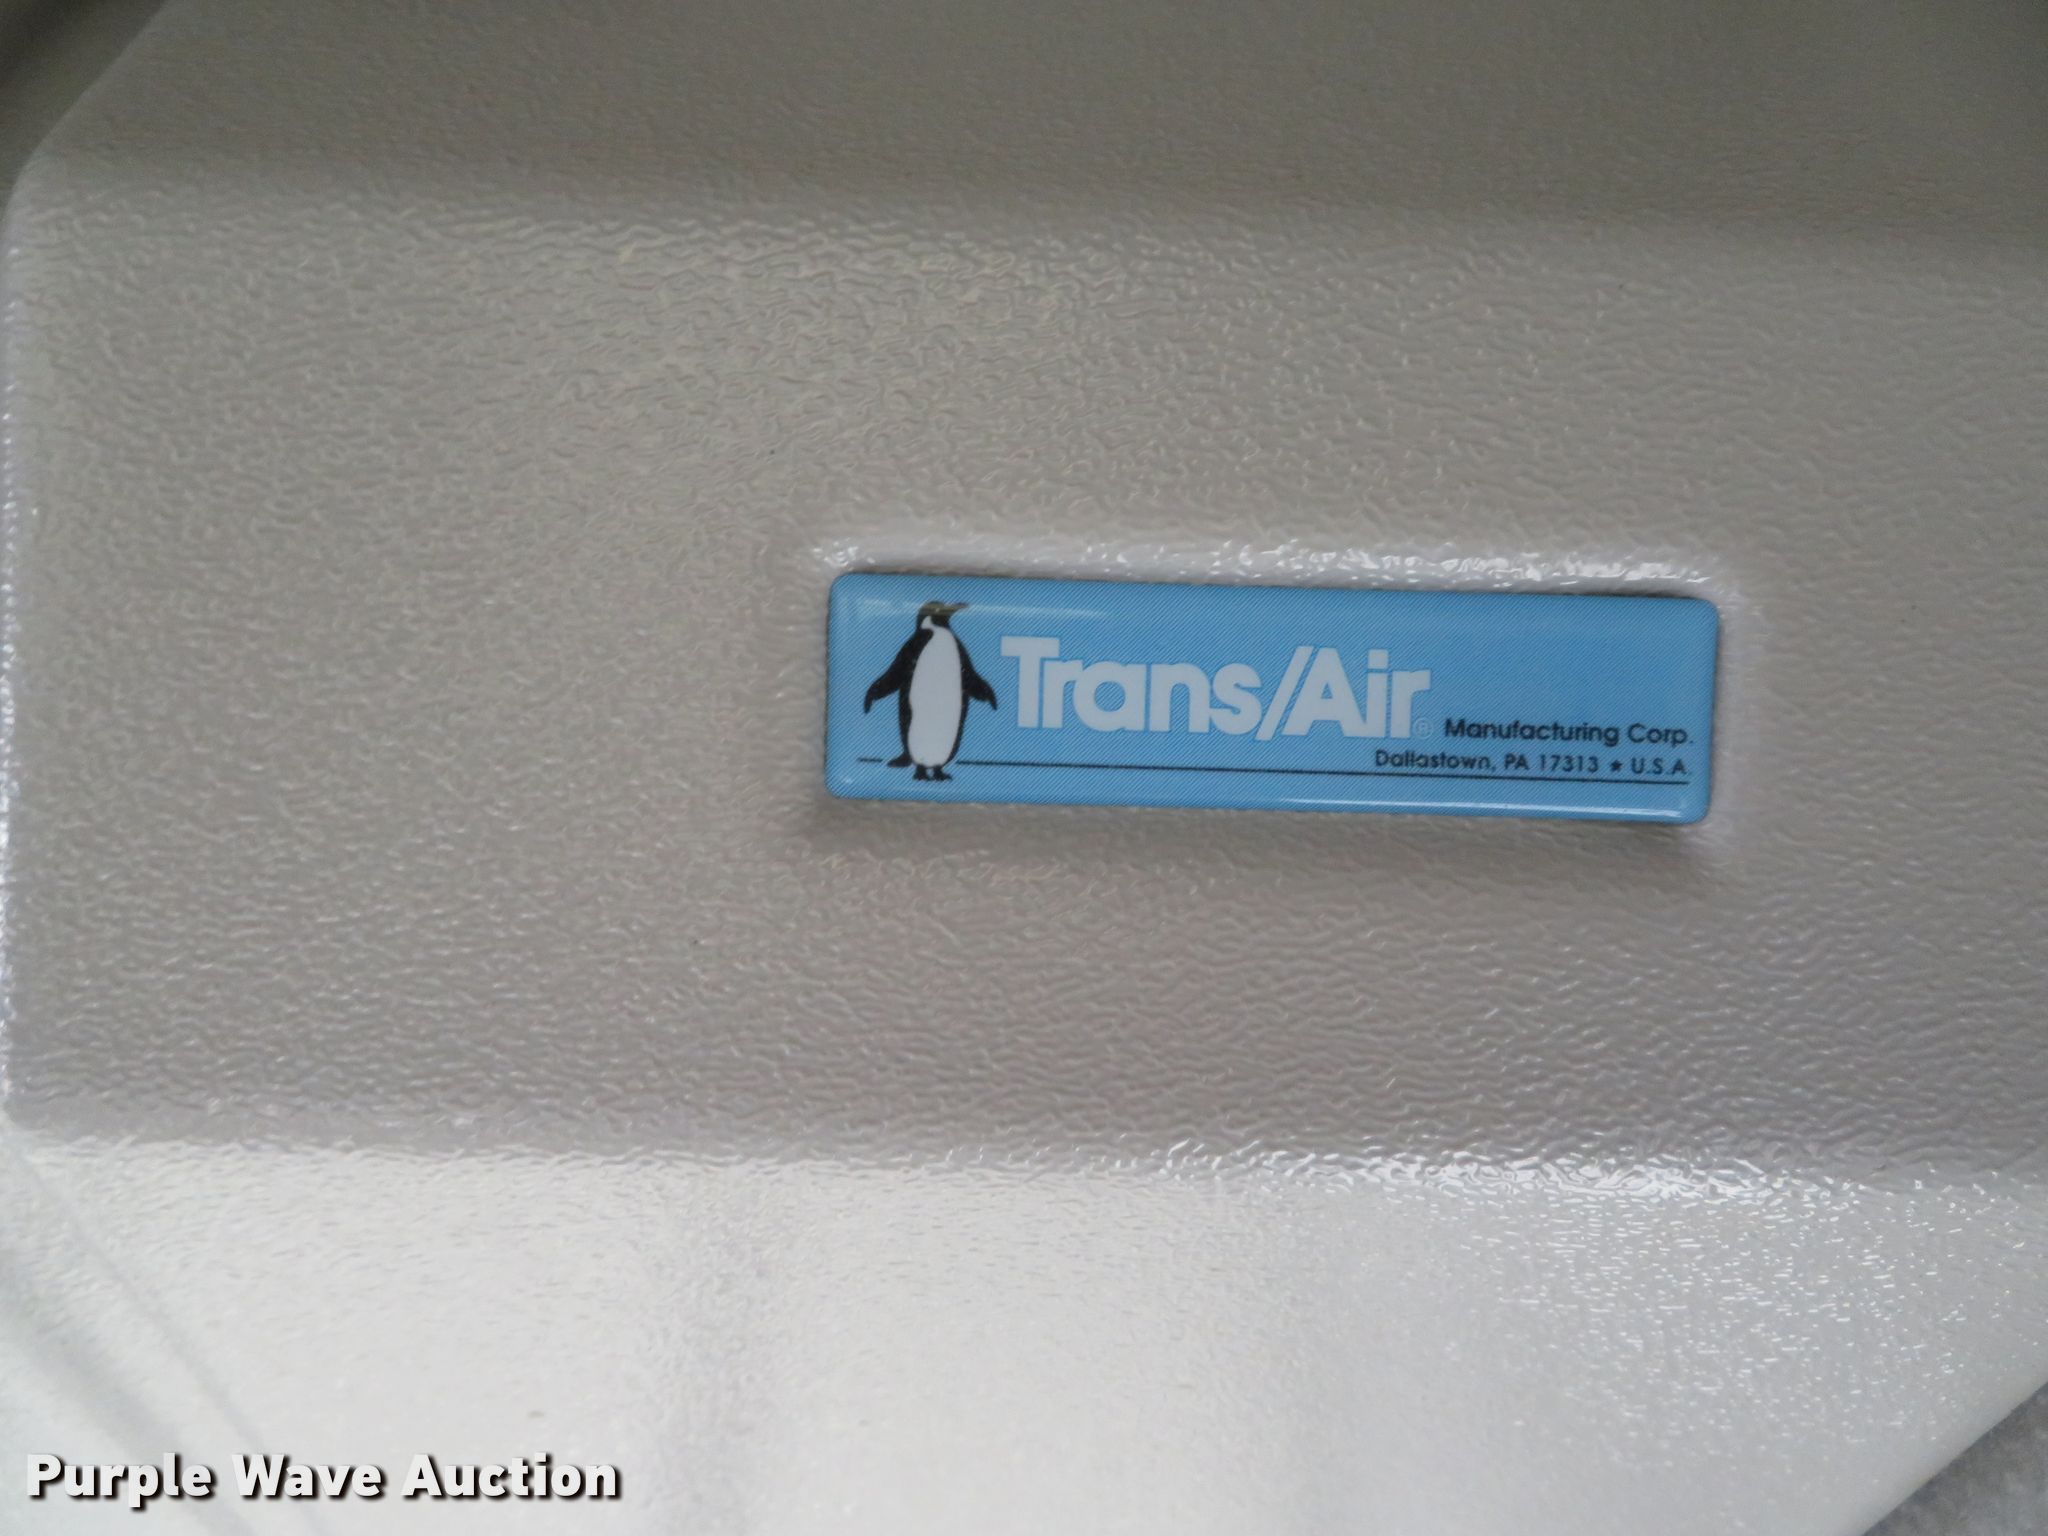 Trans/Air® Manufacturing Corp.
Dallastown, PA 17313 ★ U.S.A.
Purple Wave Auction